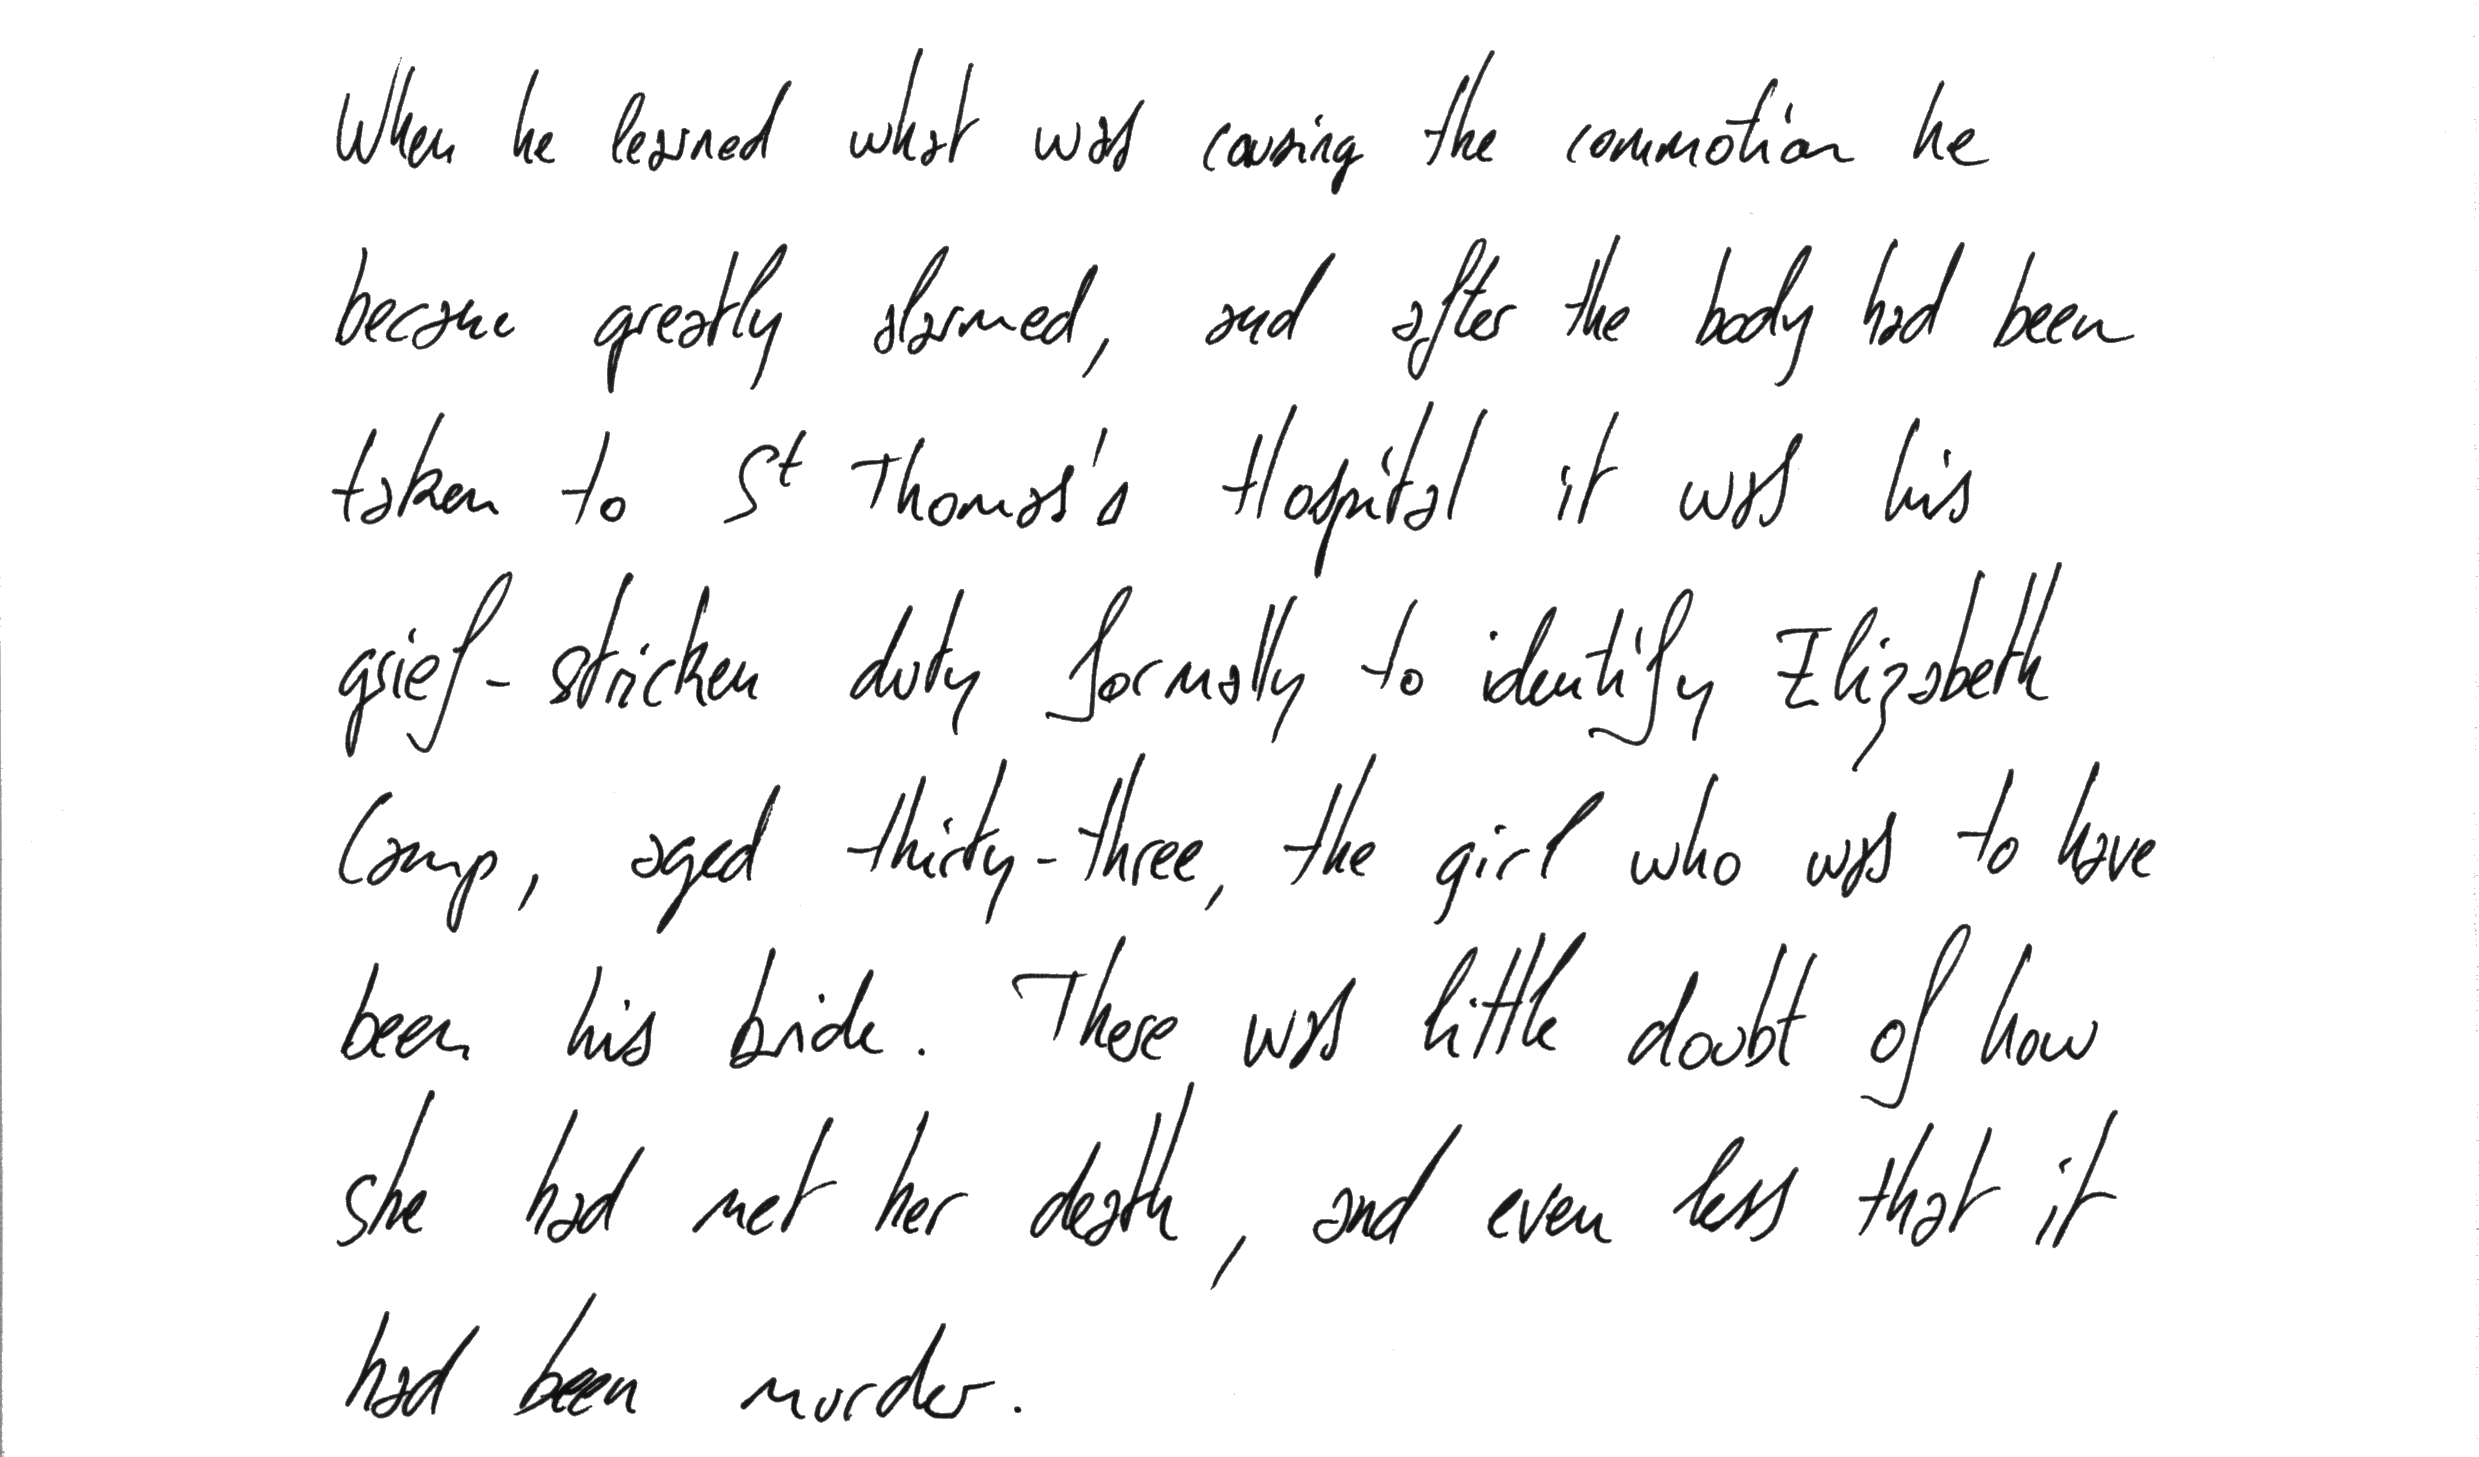 When he learned what was causing the commotion he
became greatly alarmed, and after the body had been
taken to St Thomas's Hospital it was his
grief-stricken duty formally to identify Elizabeth
Camp, aged thirty-three, the girl who was to have
been his bride. There was little doubt of how
she had met her death, and even less that it
had been murder.